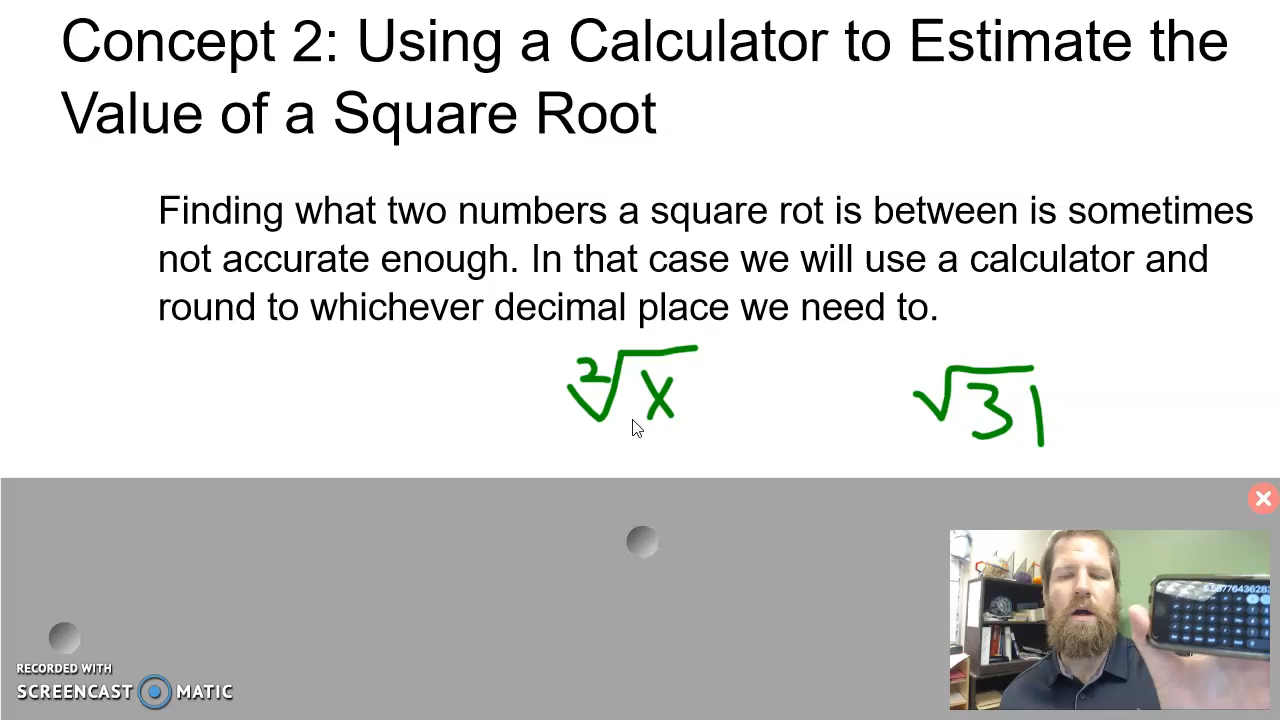 Concept 2: Using a Calculator to Estimate the
Value of a Square Root
Finding what two numbers a square rot is between is sometimes
not accurate enough. In that case we will use a calculator and
round to whichever decimal place we need to.
²√x
√31
RECORDED WITH
SCREENCAST MATIC